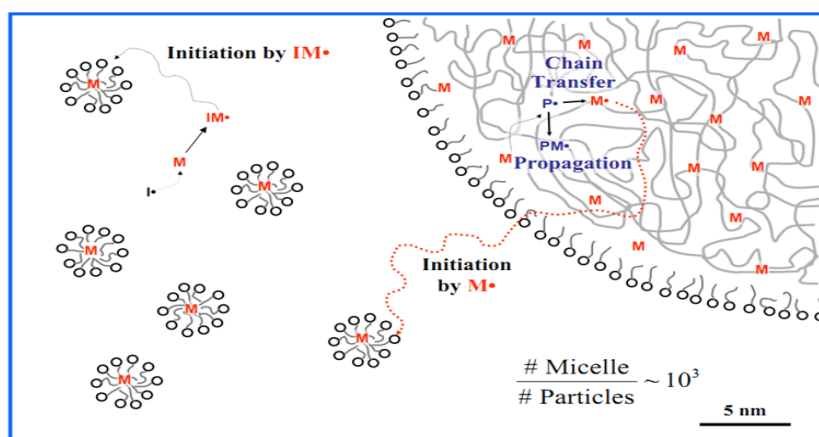 Initiation by IM•
M
IM•
M
I•
M
M
M
M
M
Initiation
by M•
M
M
M
M
M
Chain
Transfer
P• M•
PM•
Propagation
M
M
M
M
M
M
M
M
M
M
# Micelle
# Particles
~ 10³
5 nm